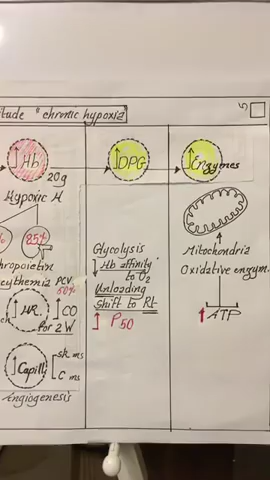 itude "chronic hypoxia"
5
↑ Hb
20g
Hypoxic H
%
85%
hropoietin
ycythemia
PCV
60%
↑ HR
↑ CO
For 2 W
↑ Capill
sk ms
C ms
Angiogenesis
↑ DPG
Glycolysis
↓ Hb affinity
to O2
Unloading
Shift to Rt
↑ P50
↑ Enzymes
Mitochondria
Oxidative enzym
↑ ATP